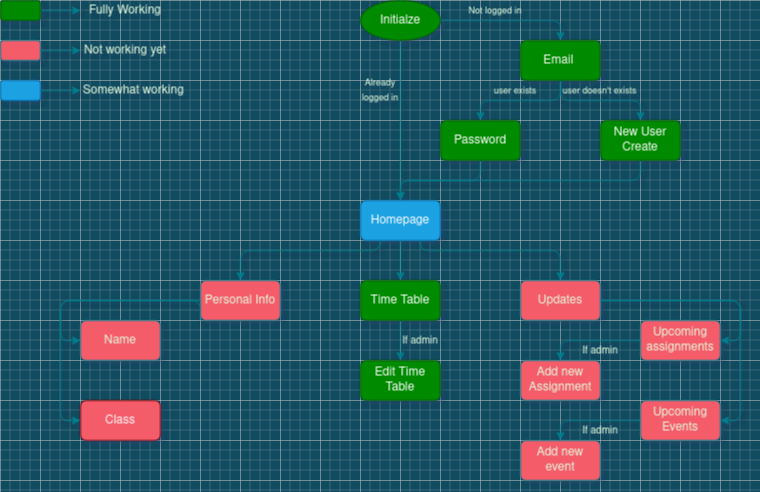 Fully Working
Not working yet
Somewhat working
Initialze
Not logged in
Email
Already
logged in
user exists
user doesn't exists
Password
New User
Create
Homepage
Personal Info
Time Table
Updates
Name
If admin
Upcoming
assignments
If admin
Edit Time
Table
Add new
Assignment
Class
Upcoming
Events
If admin
Add new
event